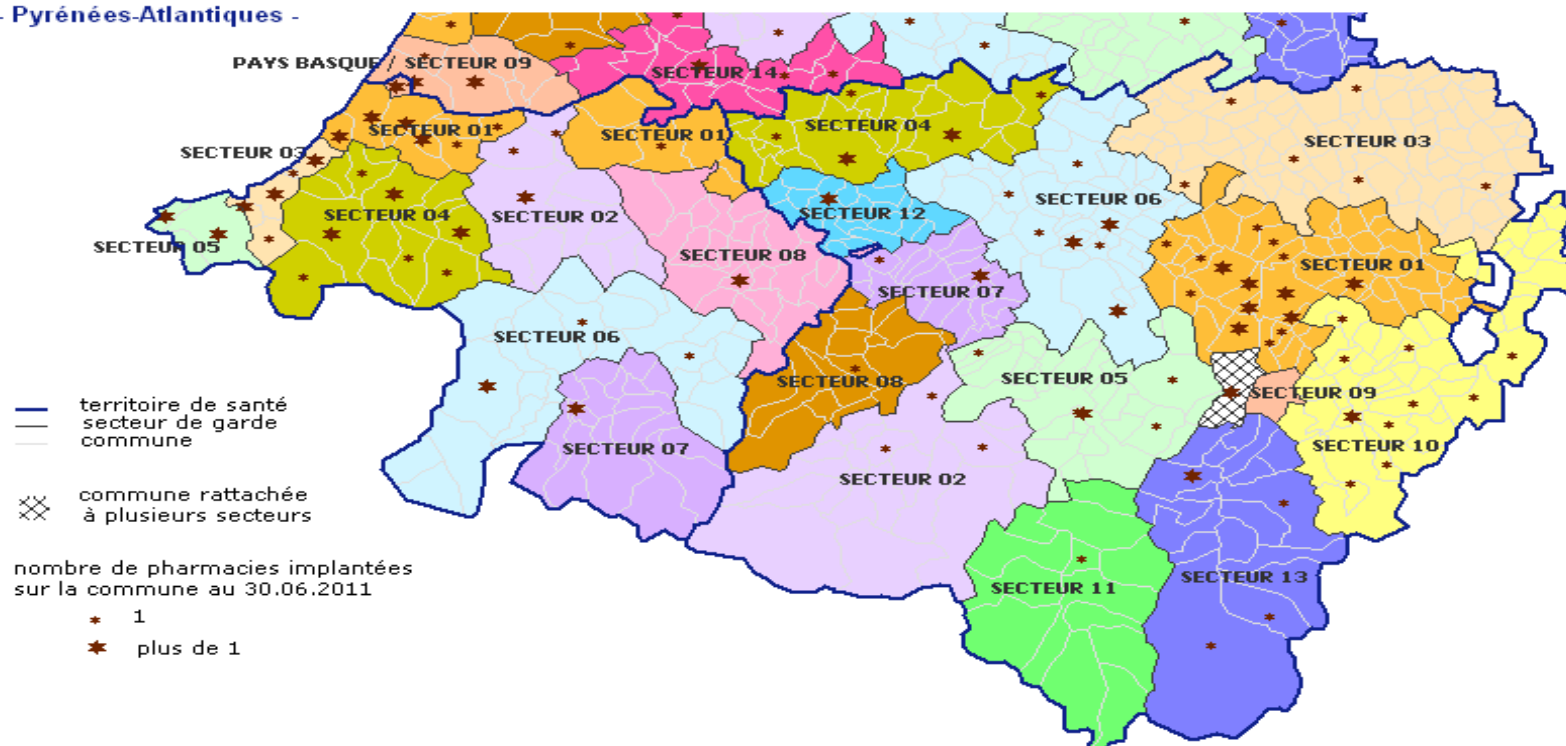 - Pyrénées-Atlantiques -
PAYS BASQUE / SECTEUR 09
SECTEUR 14
SECTEUR 01
SECTEUR 01
SECTEUR 04
SECTEUR 03
SECTEUR 03
SECTEUR 04
SECTEUR 02
SECTEUR 12
SECTEUR 06
SECTEUR 05
SECTEUR 08
SECTEUR 01
SECTEUR 07
SECTEUR 06
SECTEUR 08
SECTEUR 05
SECTEUR 09
SECTEUR 07
SECTEUR 10
SECTEUR 02
SECTEUR 11
SECTEUR 13
territoire de santé
secteur de garde
commune
commune rattachée
à plusieurs secteurs
nombre de pharmacies implantées
sur la commune au 30.06.2011
1
plus de 1